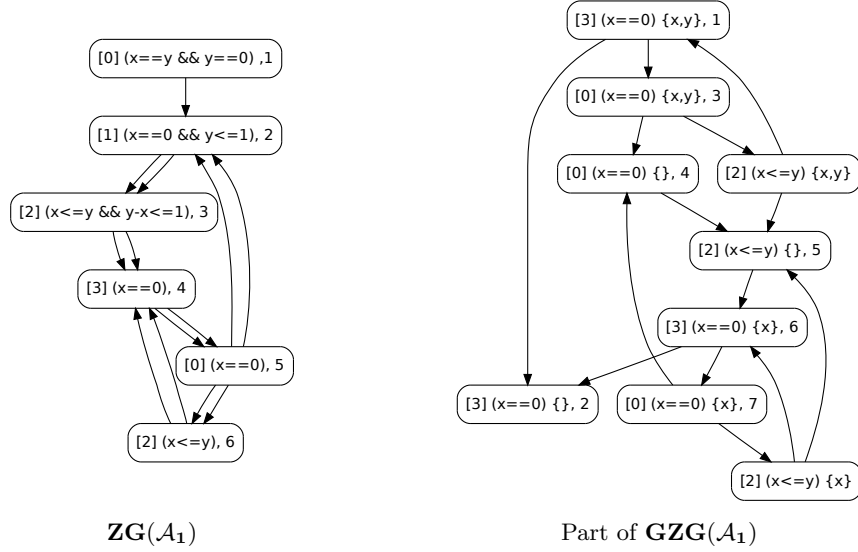 [0] (x==y && y==0) ,1
[1] (x==0 && y<=1), 2
[2] (x<=y && y-x<=1), 3
[3] (x==0), 4
[0] (x==0), 5
[2] (x<=y), 6
ZG(𝒜₁)
[3] (x==0) {x,y}, 1
[0] (x==0) {x,y}, 3
[0] (x==0) {}, 4
[2] (x<=y) {x,y}
[2] (x<=y) {}, 5
[3] (x==0) {x}, 6
[3] (x==0) {}, 2
[0] (x==0) {x}, 7
[2] (x<=y) {x}
Part of GZG(𝒜₁)